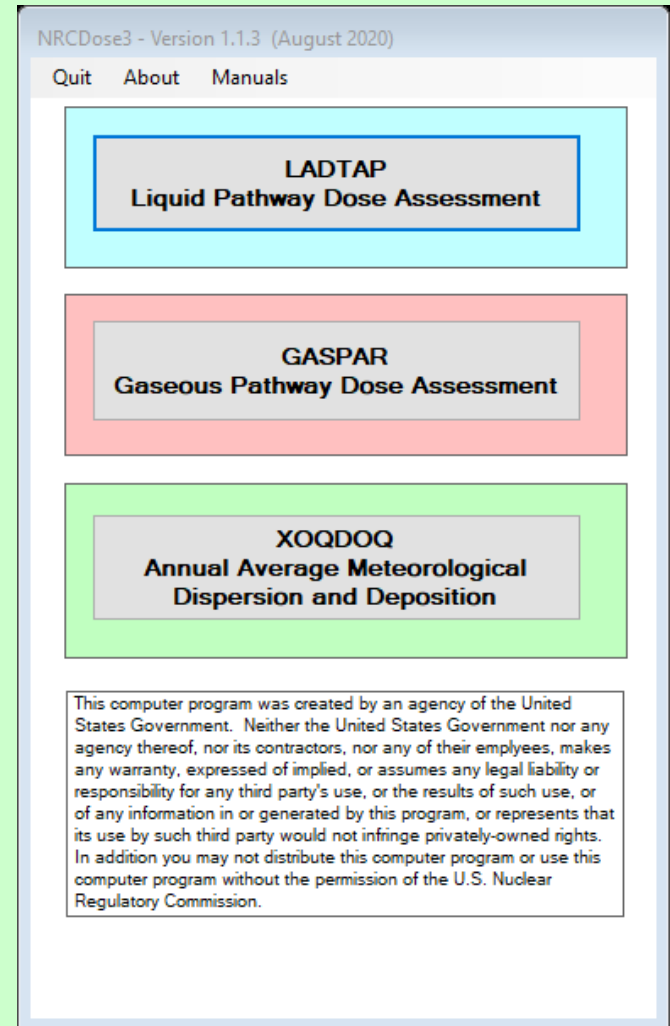 NRCDose3 - Version 1.1.3 (August 2020)
Quit About Manuals
LADTAP
Liquid Pathway Dose Assessment
GASPAR
Gaseous Pathway Dose Assessment
XOQDOQ
Annual Average Meteorological
Dispersion and Deposition
This computer program was created by an agency of the United
States Government. Neither the United States Government nor any
agency thereof, nor its contractors, nor any of their emplyees, makes
any warranty, expressed of implied, or assumes any legal liability or
responsibility for any third party's use, or the results of such use, or
of any information in or generated by this program, or represents that
its use by such third party would not infringe privately-owned rights.
In addition you may not distribute this computer program or use this
computer program without the permission of the U.S. Nuclear
Regulatory Commission.